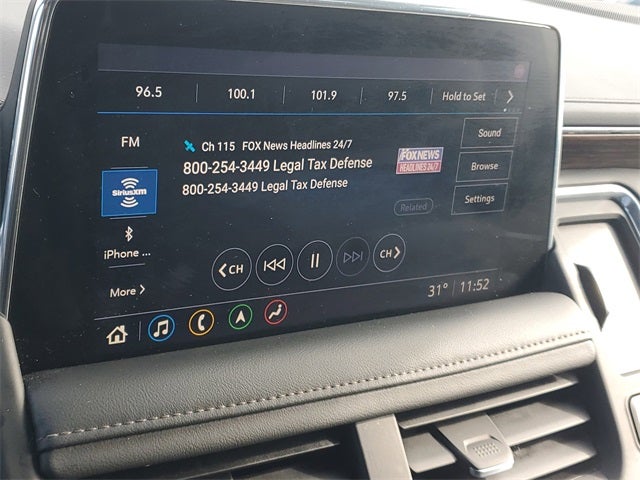 96.5 100.1 101.9 97.5 Hold to Set
FM
Ch 115 FOX News Headlines 24/7
800-254-3449 Legal Tax Defense
800-254-3449 Legal Tax Defense
FOX NEWS
HEADLINES 24/7
Sound
Browse
Settings
Related
SiriusXM
iPhone ...
More
CH
CH
31° 11:52